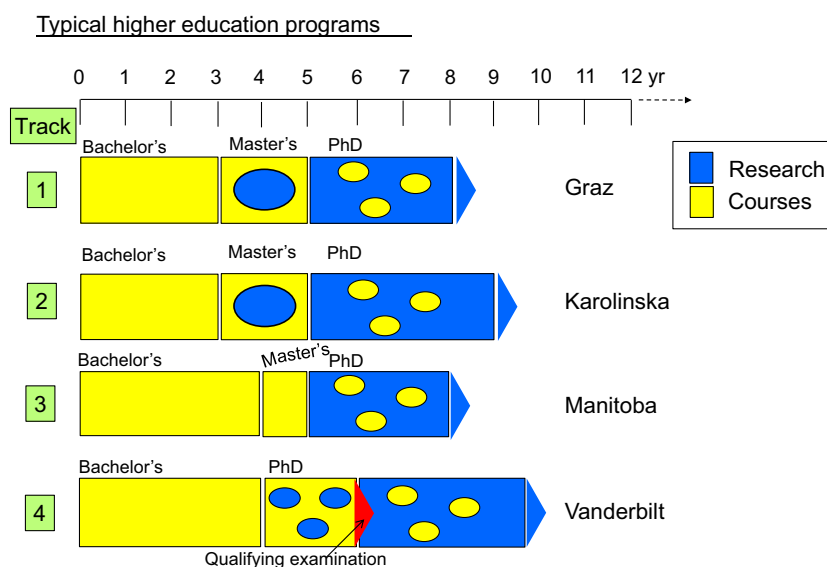 Typical higher education programs
0 1 2 3 4 5 6 7 8 9 10 11 12 yr
Track
Bachelor's Master's PhD
1 Graz
Research
Courses
Bachelor's Master's PhD
2 Karolinska
Bachelor's Master's PhD
3 Manitoba
Bachelor's PhD
4 Vanderbilt
Qualifying examination